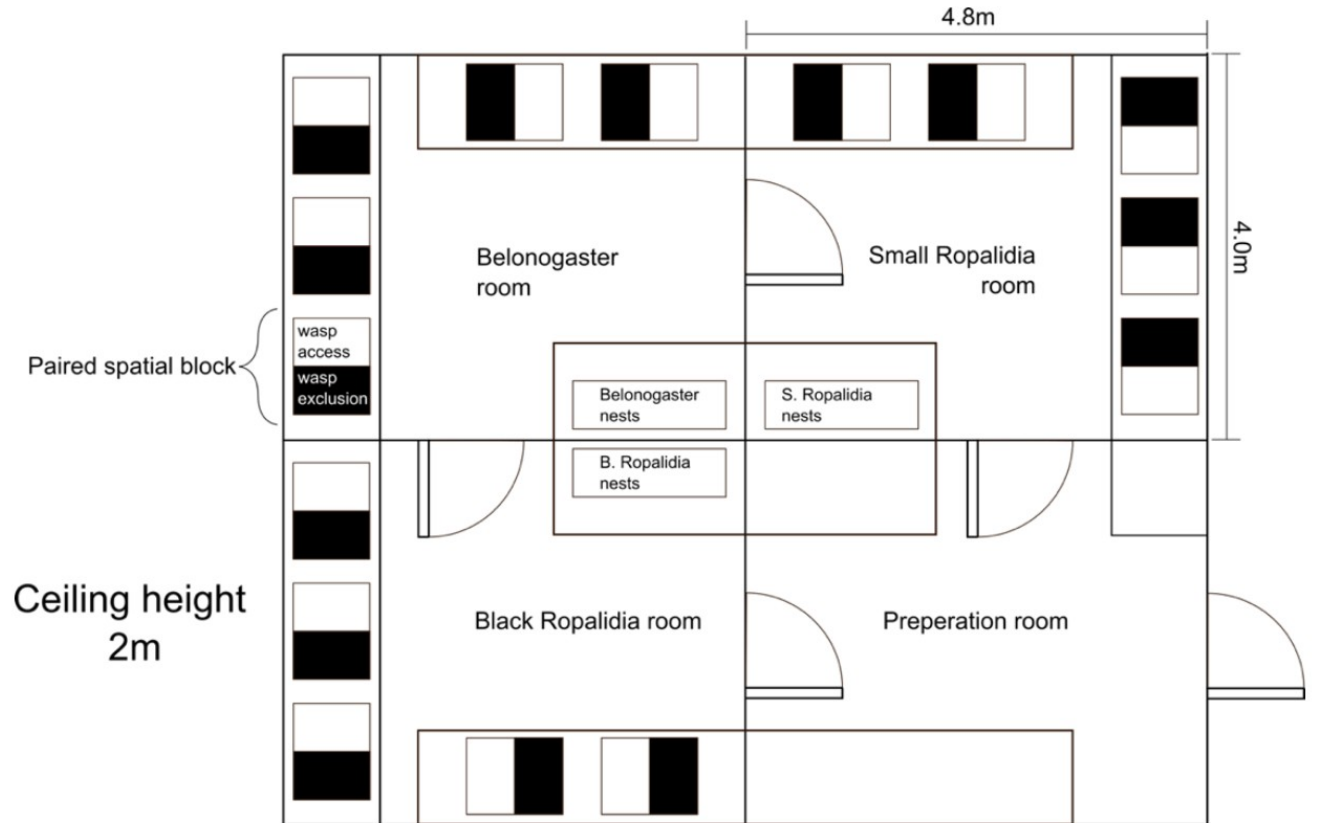 4.8m
4.0m
Belonogaster
room
Small Ropalidia
room
Paired spatial block
wasp
access
wasp
exclusion
Belonogaster
nests
S. Ropalidia
nests
B. Ropalidia
nests
Ceiling height
2m
Black Ropalidia room
Preperation room